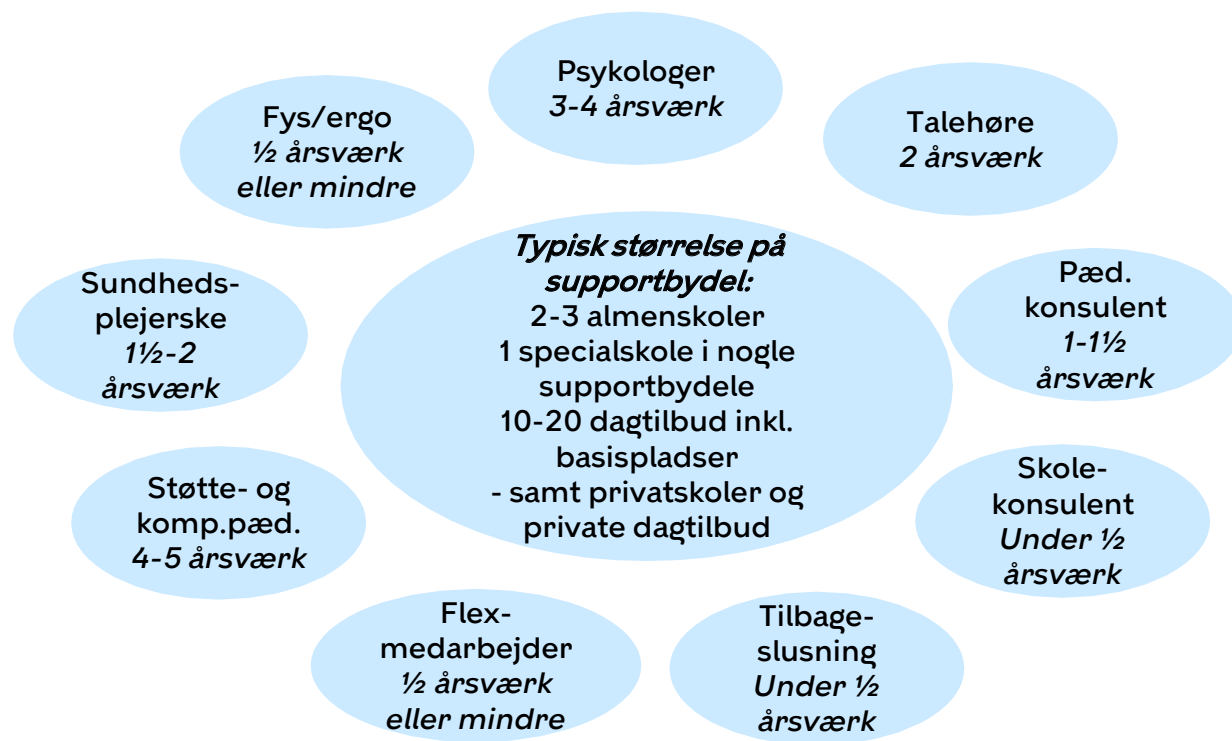 Psykologer
3-4 årsværk
Fys/ergo
½ årsværk
eller mindre
Talehøre
2 årsværk
Typisk størrelse på
supportbydel:
2-3 almenskoler
1 specialskole i nogle
supportbydele
10-20 dagtilbud inkl.
basispladser
- samt privatskoler og
private dagtilbud
Sundheds-
plejerske
1½-2
årsværk
Pæd.
konsulent
1-1½
årsværk
Støtte- og
komp.pæd.
4-5 årsværk
Skole-
konsulent
Under ½
årsværk
Flex-
medarbejder
½ årsværk
eller mindre
Tilbage-
slusning
Under ½
årsværk